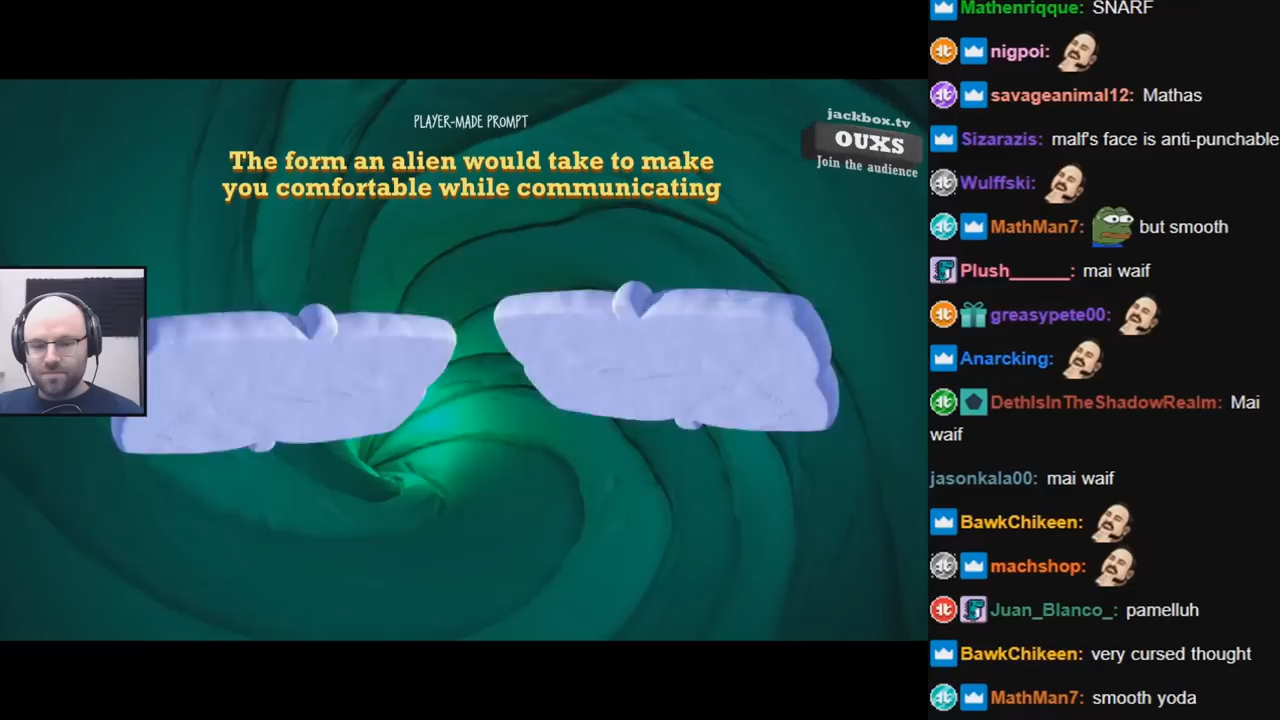 PLAYER-MADE PROMPT
The form an alien would take to make
you comfortable while communicating
jackbox.tv
OUXS
Join the audience
Mathenriqque: SNARF
nigpoi:
savageanimal12: Mathas
Sizarazis: malf's face is anti-punchable
Wulffski:
MathMan7: but smooth
Plush______: mai waif
greasypete00:
Anarcking:
DethIsInTheShadowRealm: Mai
waif
jasonkala00: mai waif
BawkChikeen:
machshop:
Juan_Blanco_: pamelluh
BawkChikeen: very cursed thought
MathMan7: smooth yoda